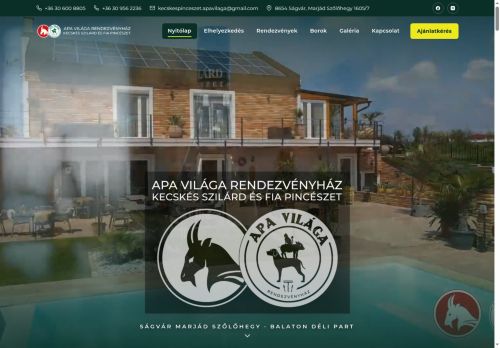 +36 30 600 8805
+36 30 956 2236
kecskespinceszet.apavilaga@gmail.com
8654 Ságvár, Marjád Szőlőhegy 1605/7
APA VILÁGA RENDEZVÉNYHÁZ
KECSKÉS SZILÁRD ÉS FIA PINCÉSZET
Nyitólap
Elhelyezkedés
Rendezvények
Borok
Galéria
Kapcsolat
Ajánlatkérés
APA VILÁGA RENDEZVÉNYHÁZ
KECSKÉS SZILÁRD ÉS FIA PINCÉSZET
APA VILÁGA
RENDEZVÉNYHÁZ
SÁGVÁR MARJÁD SZŐLŐHEGY - BALATON DÉLI PART